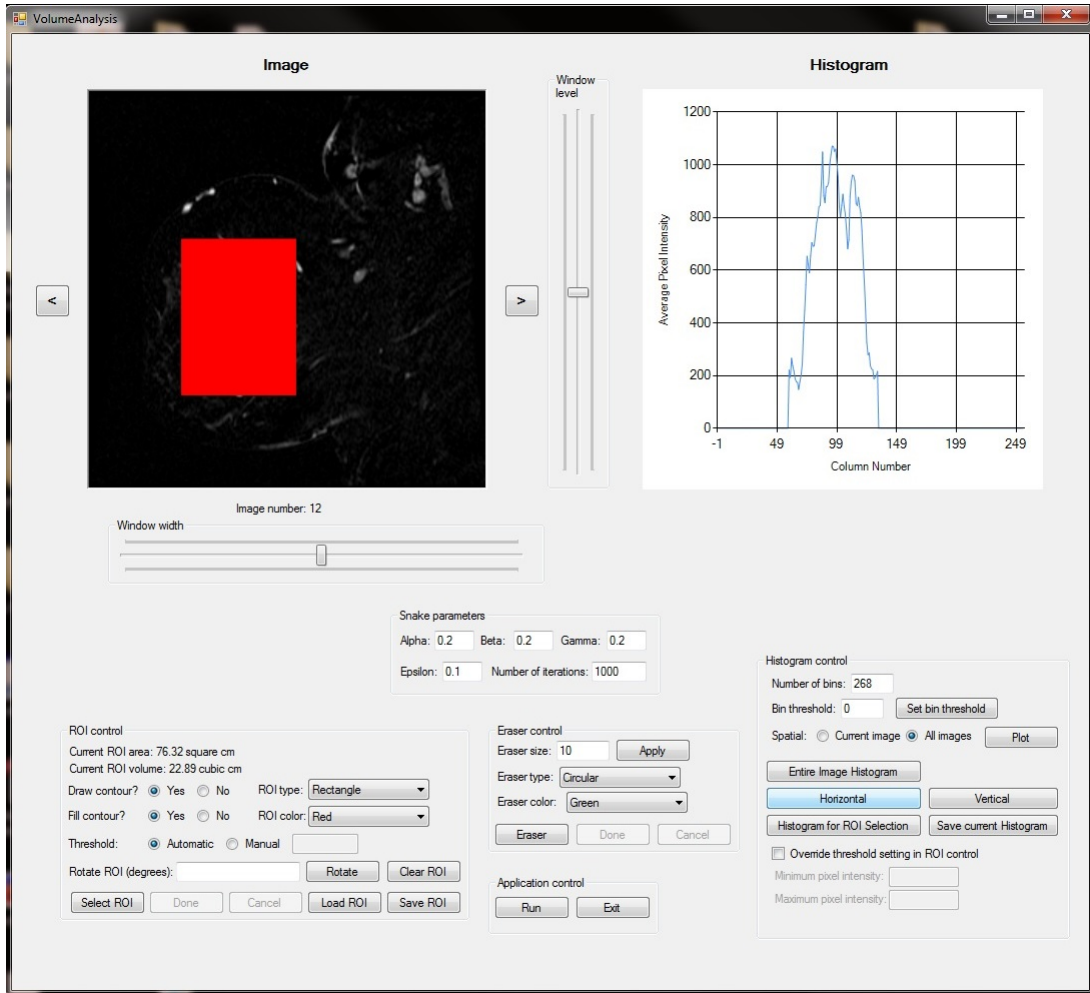 VolumeAnalysis
Image
Histogram
Window
level
<
>
1200
1000
800
600
400
200
0
-1 49 99 149 199 249
Average Pixel Intensity
Column Number
Image number: 12
Window width
Snake parameters
Alpha: 0.2 Beta: 0.2 Gamma: 0.2
Epsilon: 0.1 Number of iterations: 1000
ROI control
Current ROI area: 76.32 square cm
Current ROI volume: 22.89 cubic cm
Draw contour? Yes No ROI type: Rectangle
Fill contour? Yes No ROI color: Red
Threshold: Automatic Manual
Rotate ROI (degrees): Rotate Clear ROI
Select ROI Done Cancel Load ROI Save ROI
Eraser control
Eraser size: 10 Apply
Eraser type: Circular
Eraser color: Green
Eraser Done Cancel
Application control
Run Exit
Histogram control
Number of bins: 268
Bin threshold: 0 Set bin threshold
Spatial: Current image All images Plot
Entire Image Histogram
Horizontal Vertical
Histogram for ROI Selection Save current Histogram
Override threshold setting in ROI control
Minimum pixel intensity:
Maximum pixel intensity: